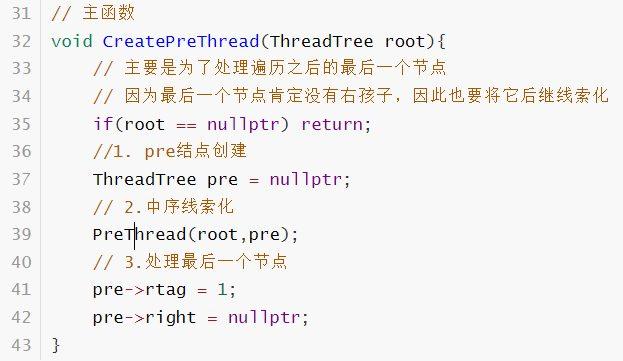 31 // 主函数
32 void CreatePreThread(ThreadTree root){
33 // 主要是为了处理遍历之后的最后一个节点
34 // 因为最后一个节点肯定没有右孩子，因此也要将它后继线索化
35 if(root == nullptr) return;
36 //1. pre结点创建
37 ThreadTree pre = nullptr;
38 // 2.中序线索化
39 PreThread(root,pre);
40 // 3.处理最后一个节点
41 pre->rtag = 1;
42 pre->right = nullptr;
43 }